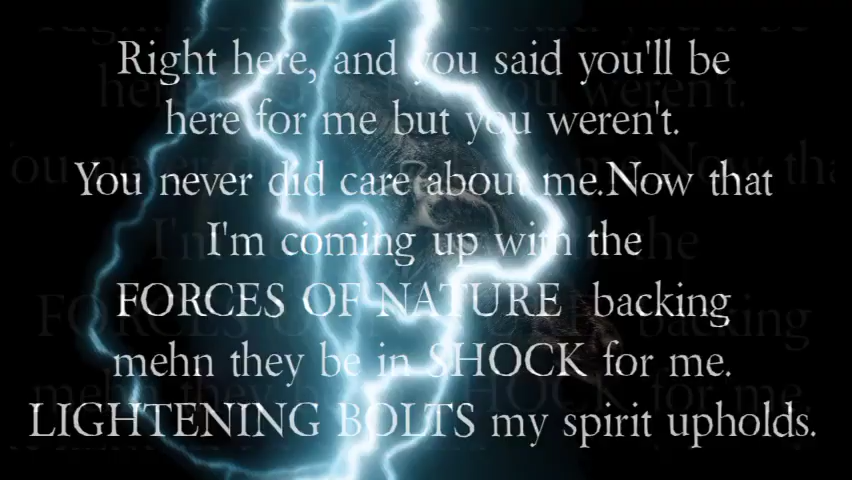 Right here, and you said you'll be
here for me but you weren't.
You never did care about me.Now that
I'm coming up with the
FORCES OF NATURE backing
mehn they be in SHOCK for me.
LIGHTENING BOLTS my spirit upholds.